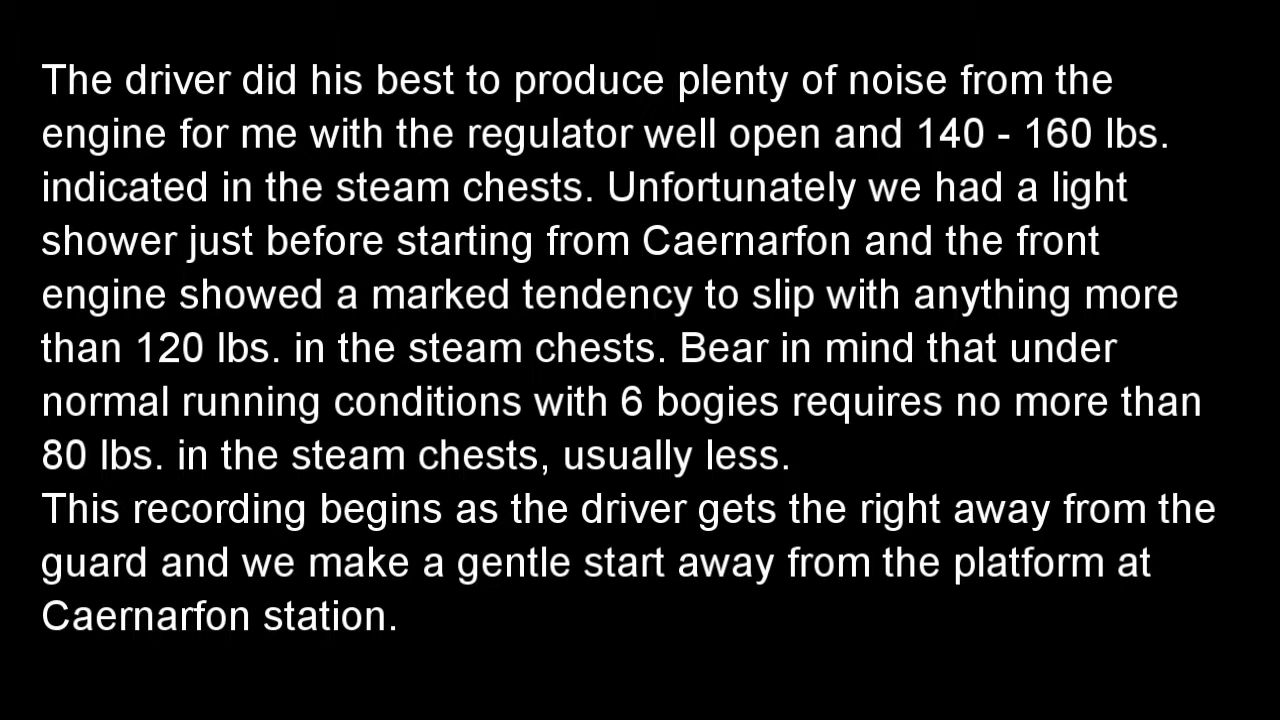 The driver did his best to produce plenty of noise from the
engine for me with the regulator well open and 140 - 160 lbs.
indicated in the steam chests. Unfortunately we had a light
shower just before starting from Caernarfon and the front
engine showed a marked tendency to slip with anything more
than 120 lbs. in the steam chests. Bear in mind that under
normal running conditions with 6 bogies requires no more than
80 lbs. in the steam chests, usually less.
This recording begins as the driver gets the right away from the
guard and we make a gentle start away from the platform at
Caernarfon station.